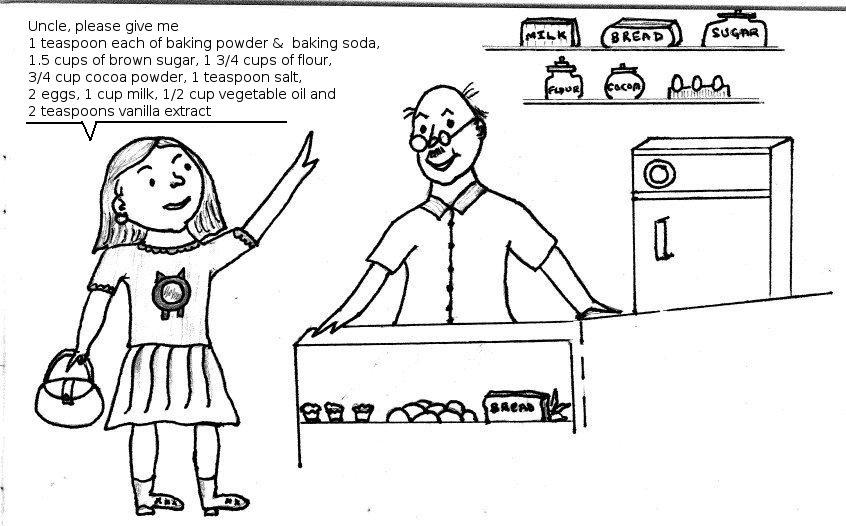 Uncle, please give me
1 teaspoon each of baking powder &  baking soda,
1.5 cups of brown sugar, 1 3/4 cups of flour,
3/4 cup cocoa powder, 1 teaspoon salt,
2 eggs, 1 cup milk, 1/2 cup vegetable oil and
2 teaspoons vanilla extract
MILK
BREAD
SUGAR
FLOUR
COCOA
BREAD